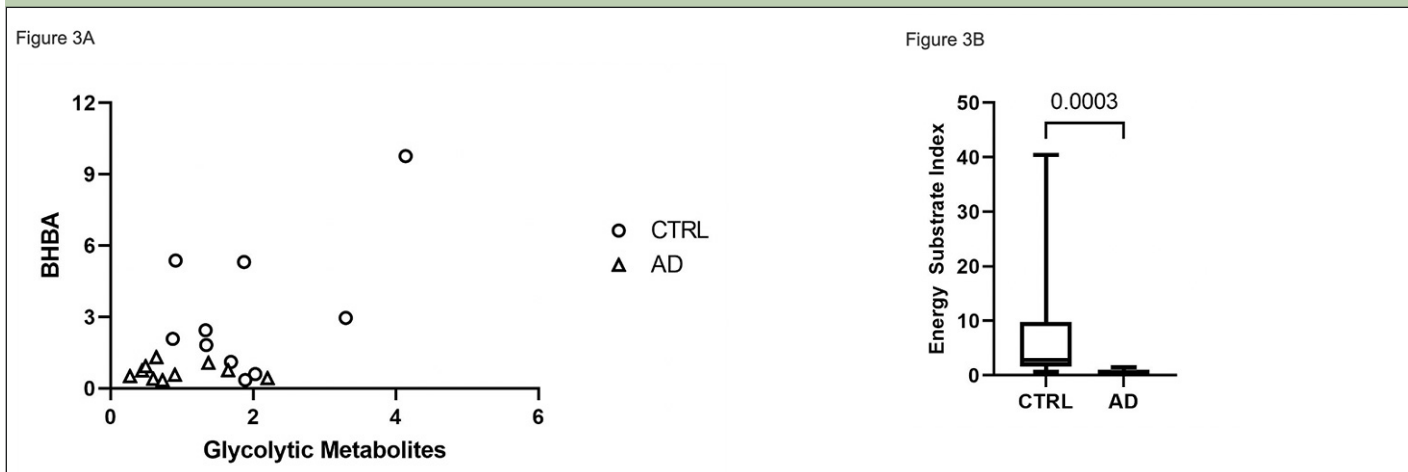 Figure 3A
12
9
6
3
0
BHBA
0 2 4 6
Glycolytic Metabolites
CTRL
AD
Figure 3B
0.0003
50
40
30
20
10
0
Energy Substrate Index
CTRL AD